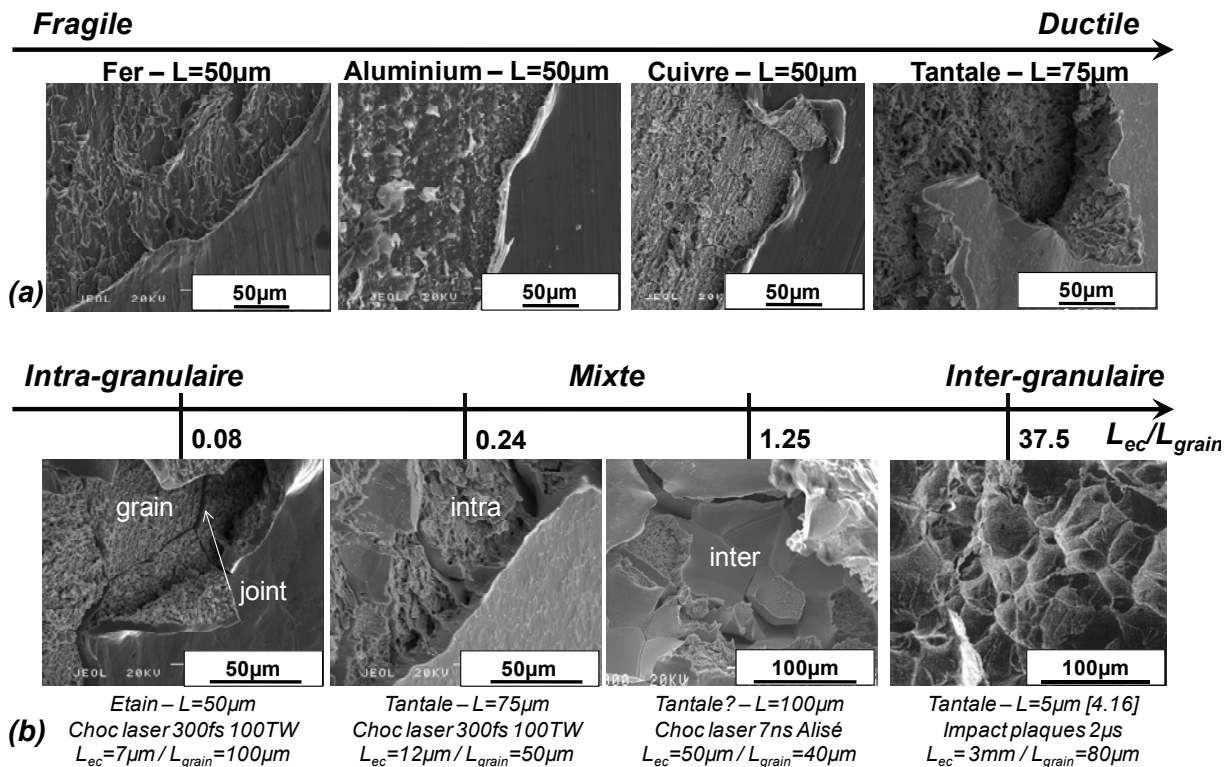 Fragile Ductile
Fer – L=50µm Aluminium – L=50µm Cuivre – L=50µm Tantale – L=75µm
(a)
JEOL 20KV JEOL 20KV JEOL 20K
50µm 50µm 50µm 50µm
Intra-granulaire Mixte Inter-granulaire
0.08 0.24 1.25 37.5 Lec/Lgrain
grain intra
inter
joint
JEOL 20KV JEOL 20KV 000 - 20KV
50µm 50µm 100µm 100µm
(b)
Etain – L=50µm Tantale – L=75µm Tantale? – L=100µm Tantale – L=5µm [4.16]
Choc laser 300fs 100TW Choc laser 300fs 100TW Choc laser 7ns Alisé Impact plaques 2µs
Lec=7µm / Lgrain=100µm Lec=12µm / Lgrain=50µm Lec=50µm / Lgrain=40µm Lec=3mm / Lgrain=80µm